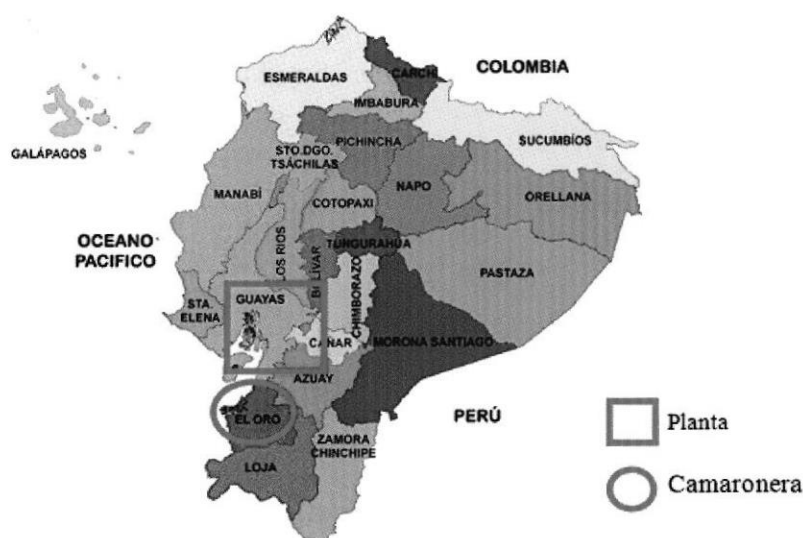 ESMERALDAS
CARCHI
COLOMBIA
IMBABURA
SUCUMBÍOS
GALÁPAGOS
PICHINCHA
STO.DGO.
TSÁCHILAS
MANABÍ
NAPO
ORELLANA
COTOPAXI
OCEANO
PACIFICO
LOS RIOS
BOLÍVAR
TUNGURAHUA
PASTAZA
CHIMBORAZO
GUAYAS
STA.
ELENA
CAÑAR
MORONA SANTIAGO
AZUAY
PERÚ
EL ORO
Planta
ZAMORA
CHINCHIPE
LOJA
Camaronera